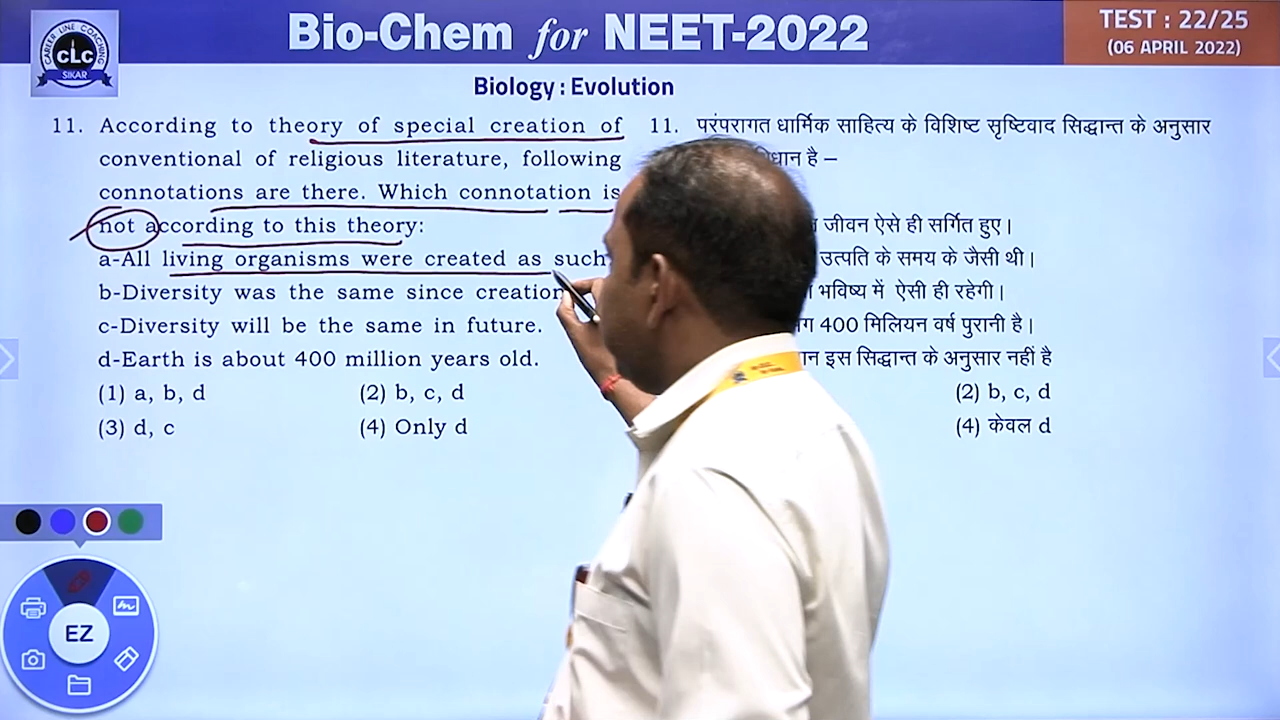 CAREER LINE COACHING
CLC
SIKAR
Bio-Chem for NEET-2022
TEST : 22/25
(06 APRIL 2022)
Biology : Evolution
11. According to theory of special creation of
conventional of religious literature, following
connotations are there. Which connotation is
not according to this theory:
a-All living organisms were created as such
b-Diversity was the same since creation
c-Diversity will be the same in future.
d-Earth is about 400 million years old.
(1) a, b, d (2) b, c, d
(3) d, c (4) Only d
11. परंपरागत धार्मिक साहित्य के विशिष्ट सृष्टिवाद सिद्धान्त के अनुसार
है –
जीवन ऐसे ही सर्गित हुए।
उत्पति के समय के जैसी थी।
भविष्य में ऐसी ही रहेगी।
400 मिलियन वर्ष पुरानी है।
इस सिद्धान्त के अनुसार नहीं है
(2) b, c, d
(4) केवल d
EZ